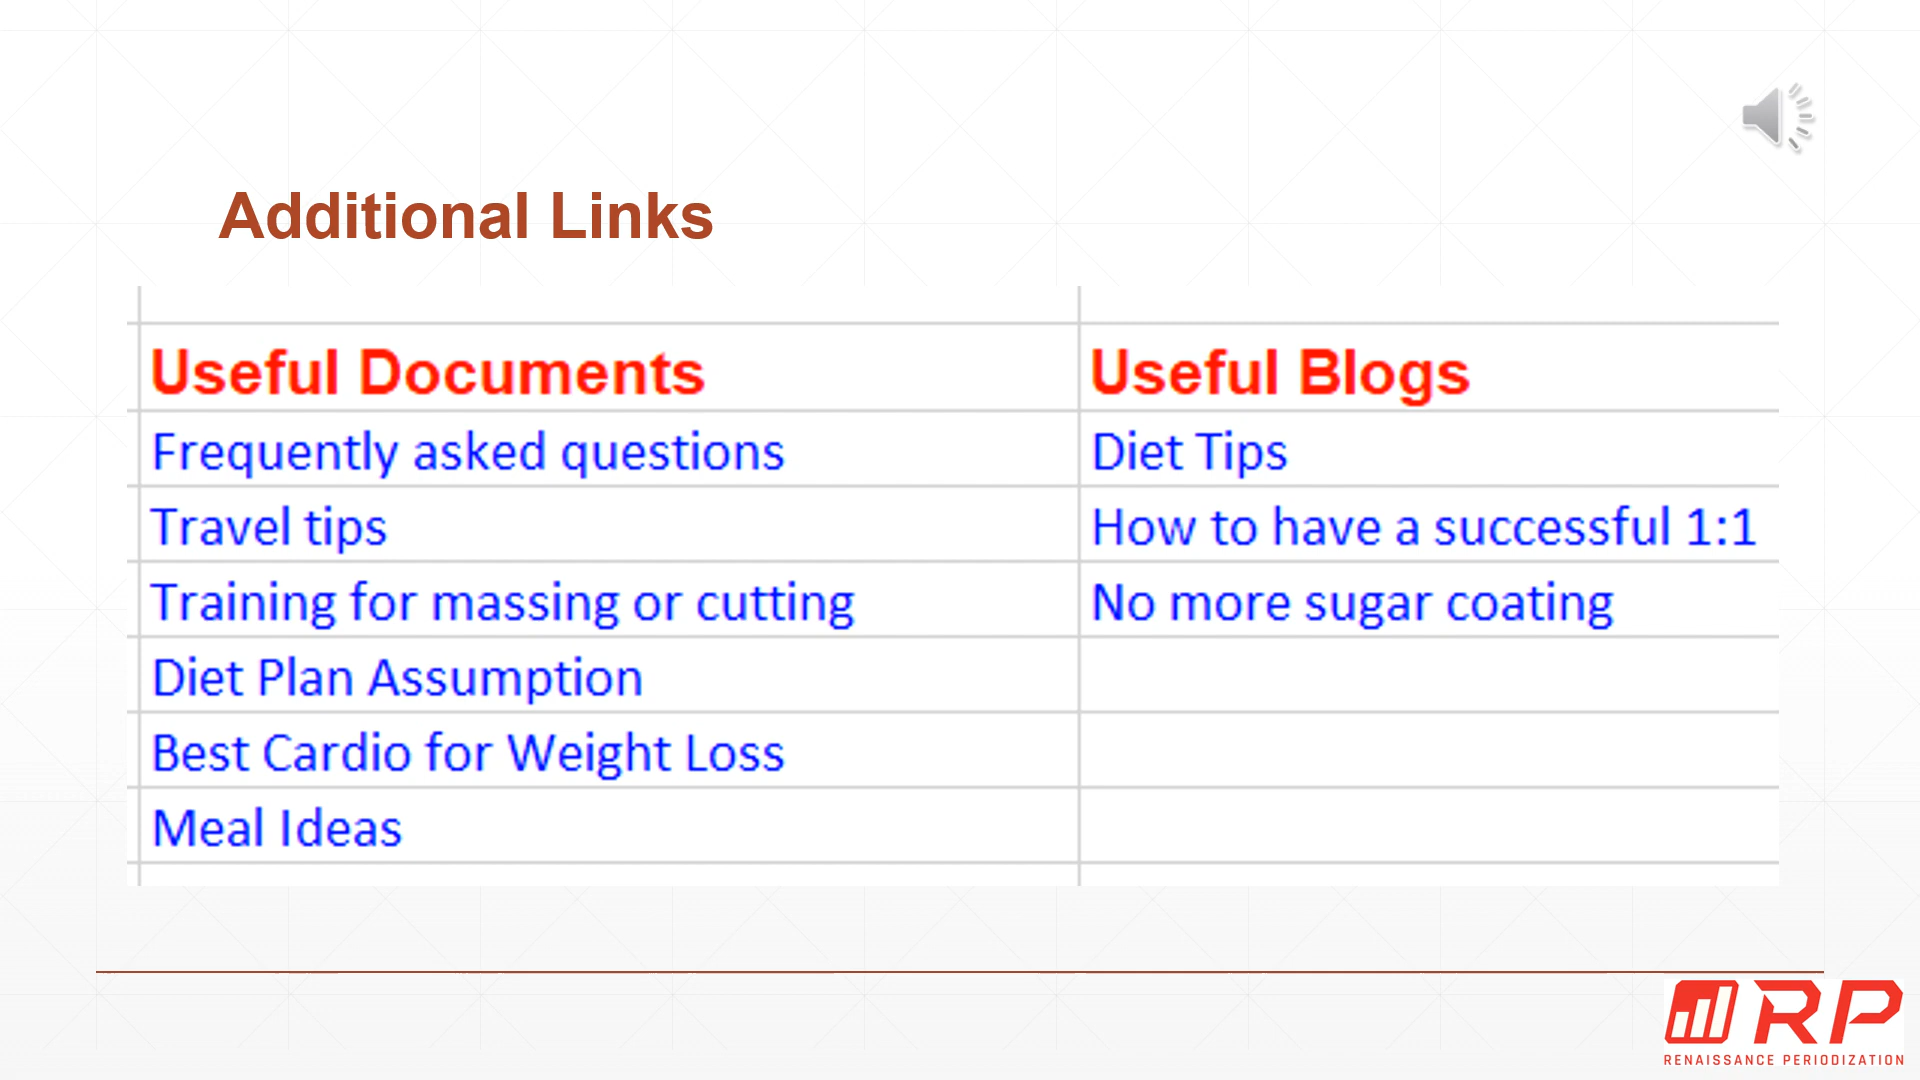 Additional Links
Useful Documents
Useful Blogs
Frequently asked questions
Diet Tips
Travel tips
How to have a successful 1:1
Training for massing or cutting
No more sugar coating
Diet Plan Assumption
Best Cardio for Weight Loss
Meal Ideas
RP
RENAISSANCE PERIODIZATION